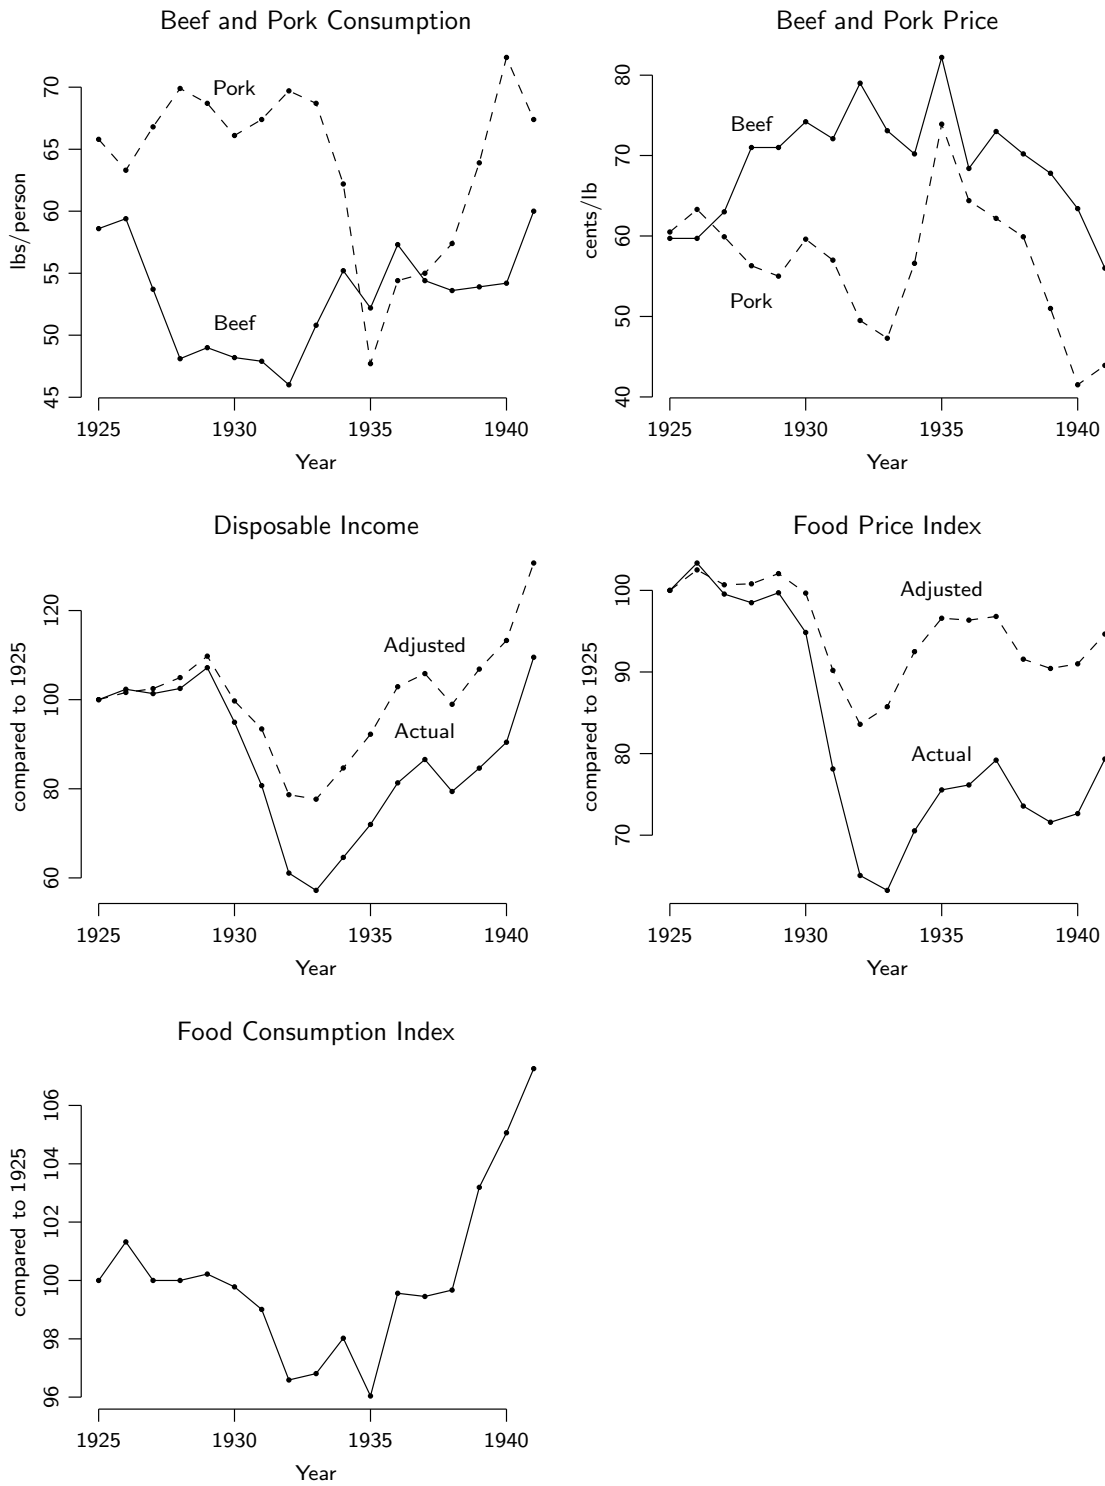 Beef and Pork Consumption
70
65
60
55
50
45
lbs/person
Pork
Beef
1925 1930 1935 1940
Year
Beef and Pork Price
80
70
60
50
40
cents/lb
Beef
Pork
1925 1930 1935 1940
Year
Disposable Income
120
100
80
60
compared to 1925
Adjusted
Actual
1925 1930 1935 1940
Year
Food Price Index
100
90
80
70
compared to 1925
Adjusted
Actual
1925 1930 1935 1940
Year
Food Consumption Index
106
104
102
100
98
96
compared to 1925
1925 1930 1935 1940
Year